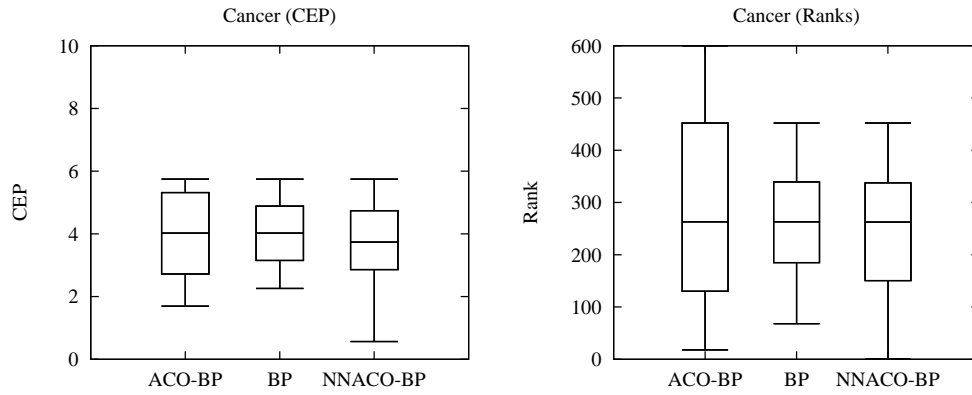 Cancer (CEP)
10
8
6
4
2
0
CEP
ACO-BP BP NNACO-BP
Cancer (Ranks)
600
500
400
300
200
100
0
Rank
ACO-BP BP NNACO-BP